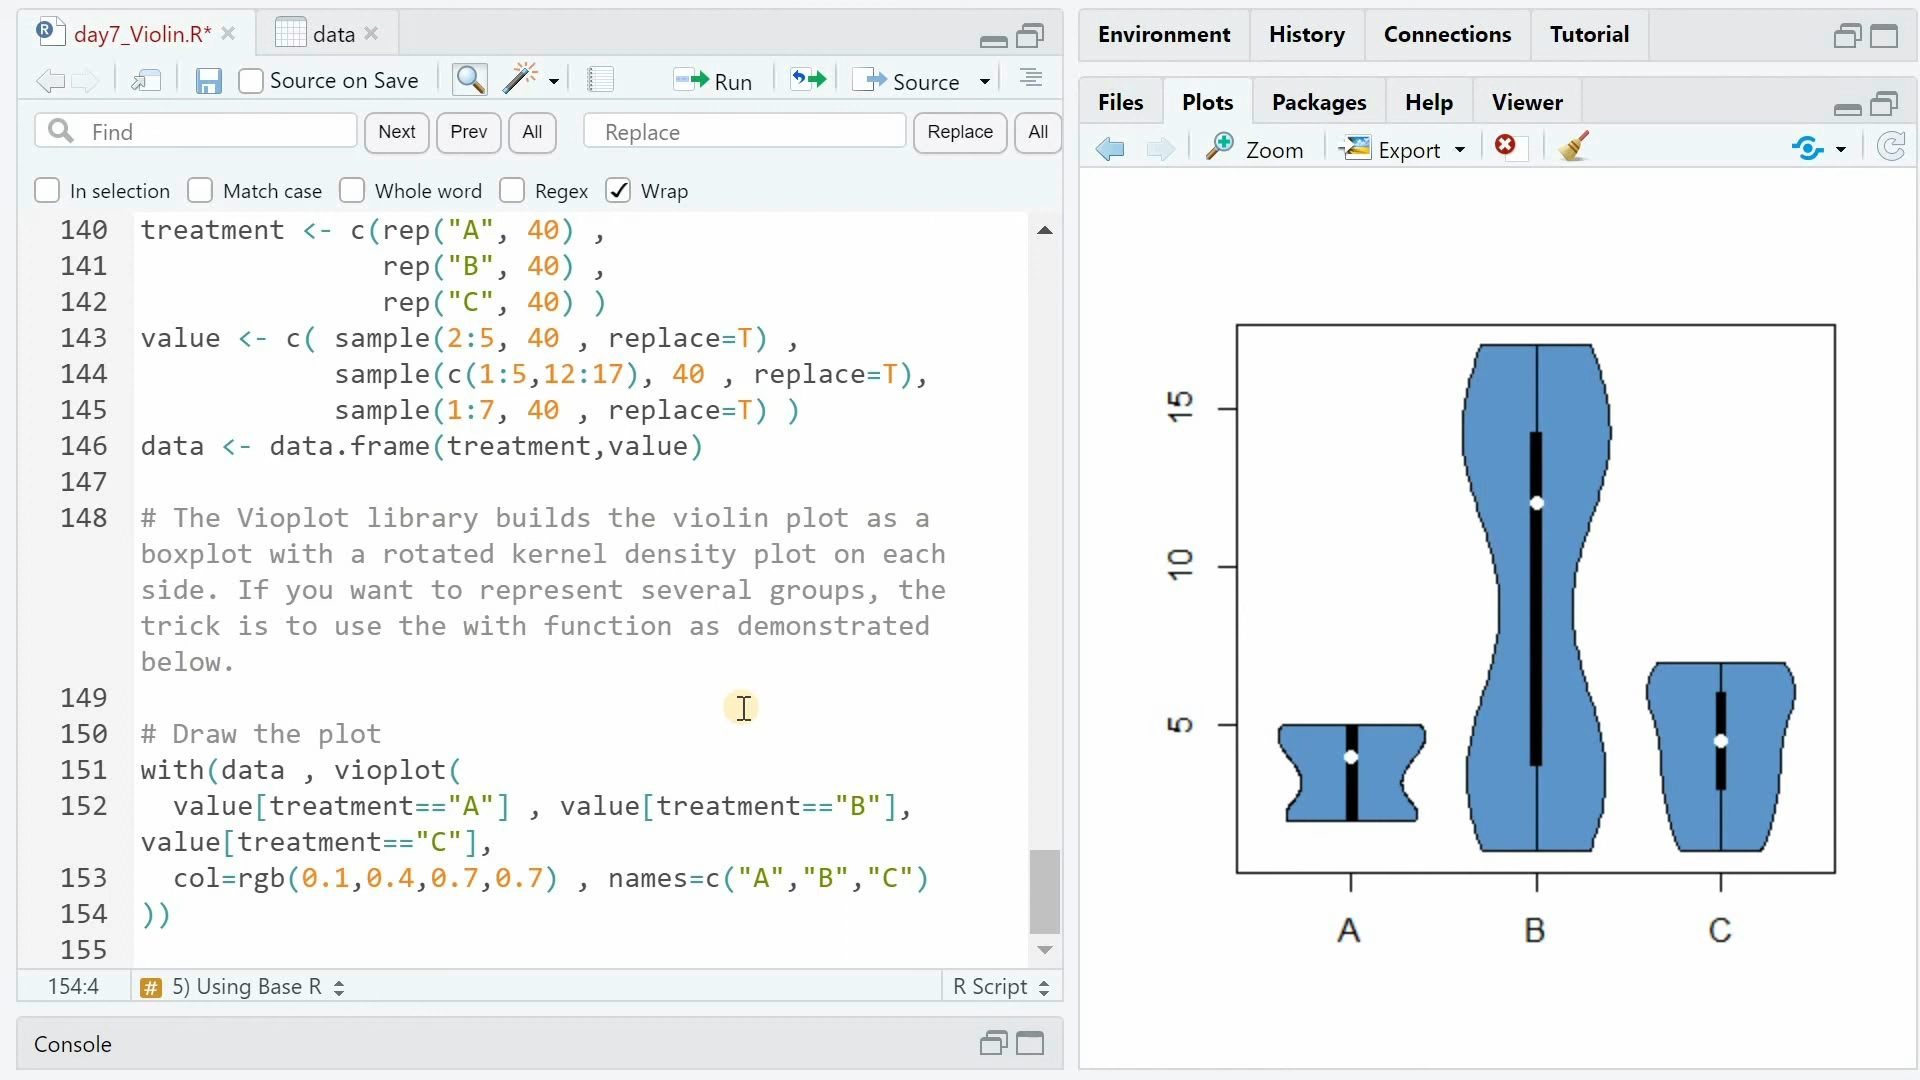 day7_Violin.R*
data
Source on Save
Run
Source
Find
Next
Prev
All
Replace
Replace
All
In selection
Match case
Whole word
Regex
Wrap
140 treatment <- c(rep("A", 40) ,
141 rep("B", 40) ,
142 rep("C", 40) )
143 value <- c( sample(2:5, 40 , replace=T) ,
144 sample(c(1:5,12:17), 40 , replace=T),
145 sample(1:7, 40 , replace=T) )
146 data <- data.frame(treatment,value)
147
148 # The Vioplot library builds the violin plot as a
boxplot with a rotated kernel density plot on each
side. If you want to represent several groups, the
trick is to use the with function as demonstrated
below.
149
150 # Draw the plot
151 with(data , vioplot(
152 value[treatment=="A"] , value[treatment=="B"],
value[treatment=="C"],
153 col=rgb(0.1,0.4,0.7,0.7) , names=c("A","B","C")
154 ))
155
154:4
# 5) Using Base R
R Script
Console
Environment
History
Connections
Tutorial
Files
Plots
Packages
Help
Viewer
Zoom
Export
15
10
5
A
B
C